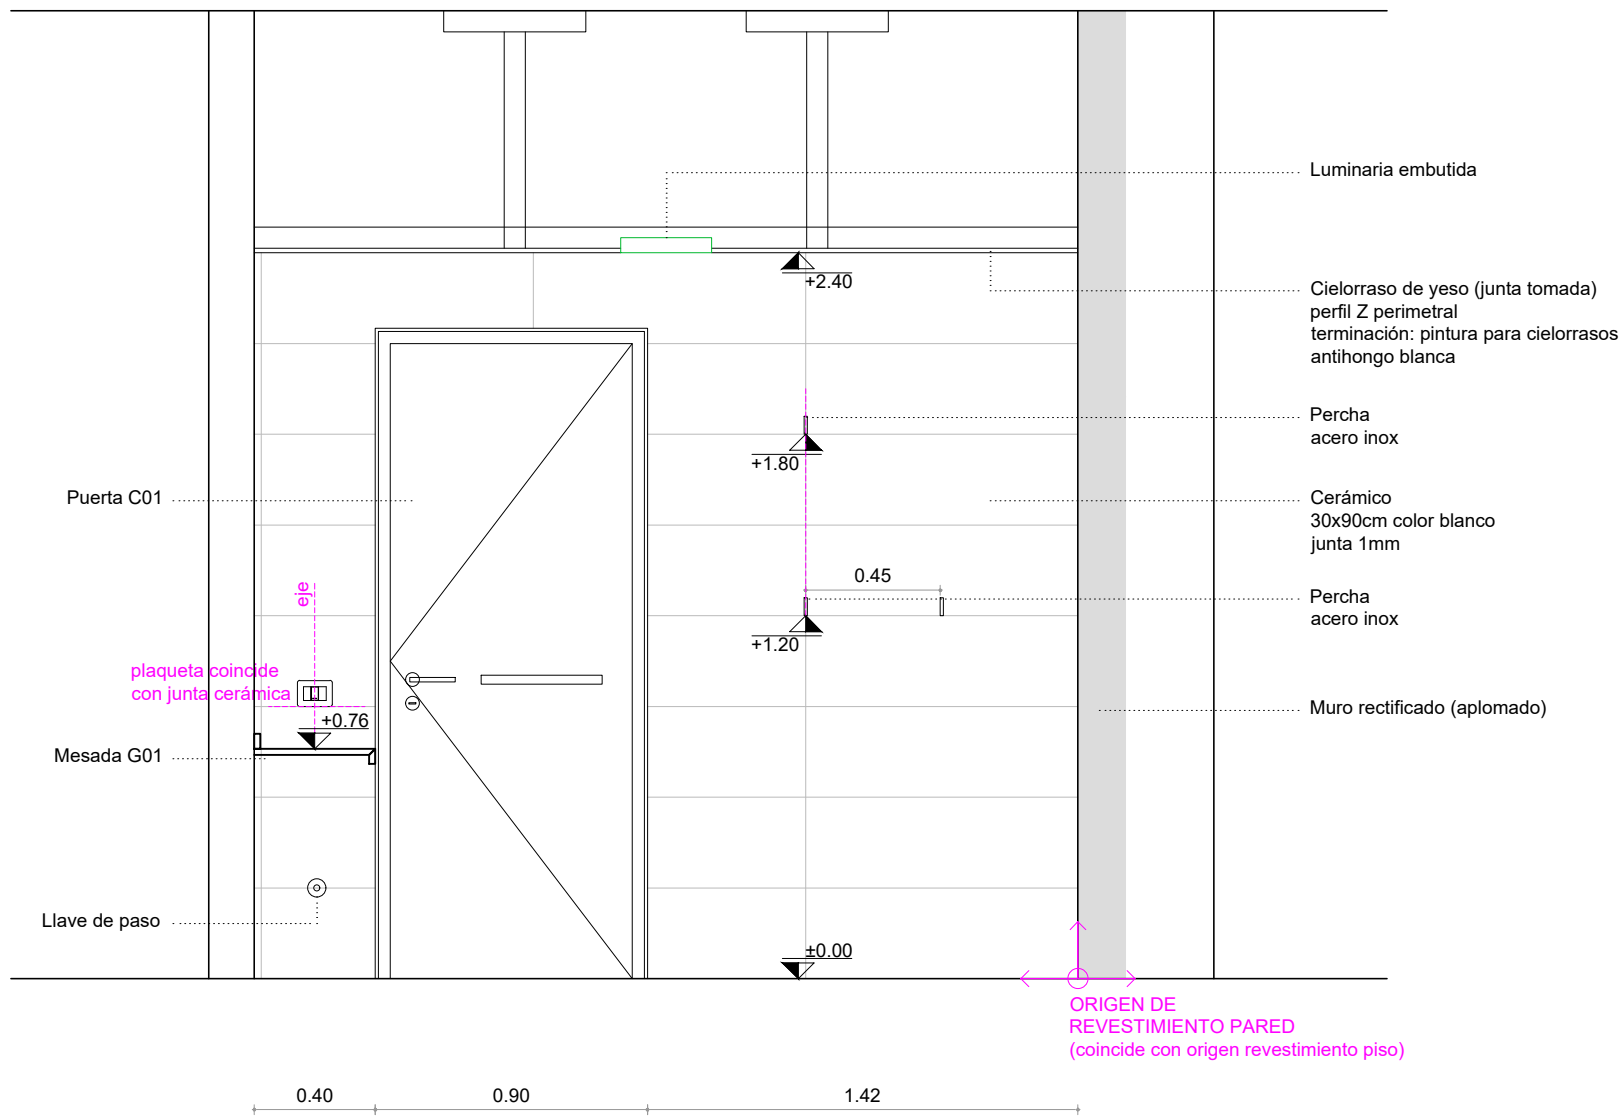 Luminaria embutida
+2.40
Cielorraso de yeso (junta tomada)
perfil Z perimetral
terminación: pintura para cielorrasos
antihongo blanca
Percha
acero inox
+1.80
Puerta C01
Cerámico
30x90cm color blanco
junta 1mm
0.45
eje
Percha
acero inox
+1.20
plaqueta coincide
con junta cerámica
+0.76
Muro rectificado (aplomado)
Mesada G01
Llave de paso
±0.00
ORIGEN DE
REVESTIMIENTO PARED
(coincide con origen revestimiento piso)
0.40
0.90
1.42